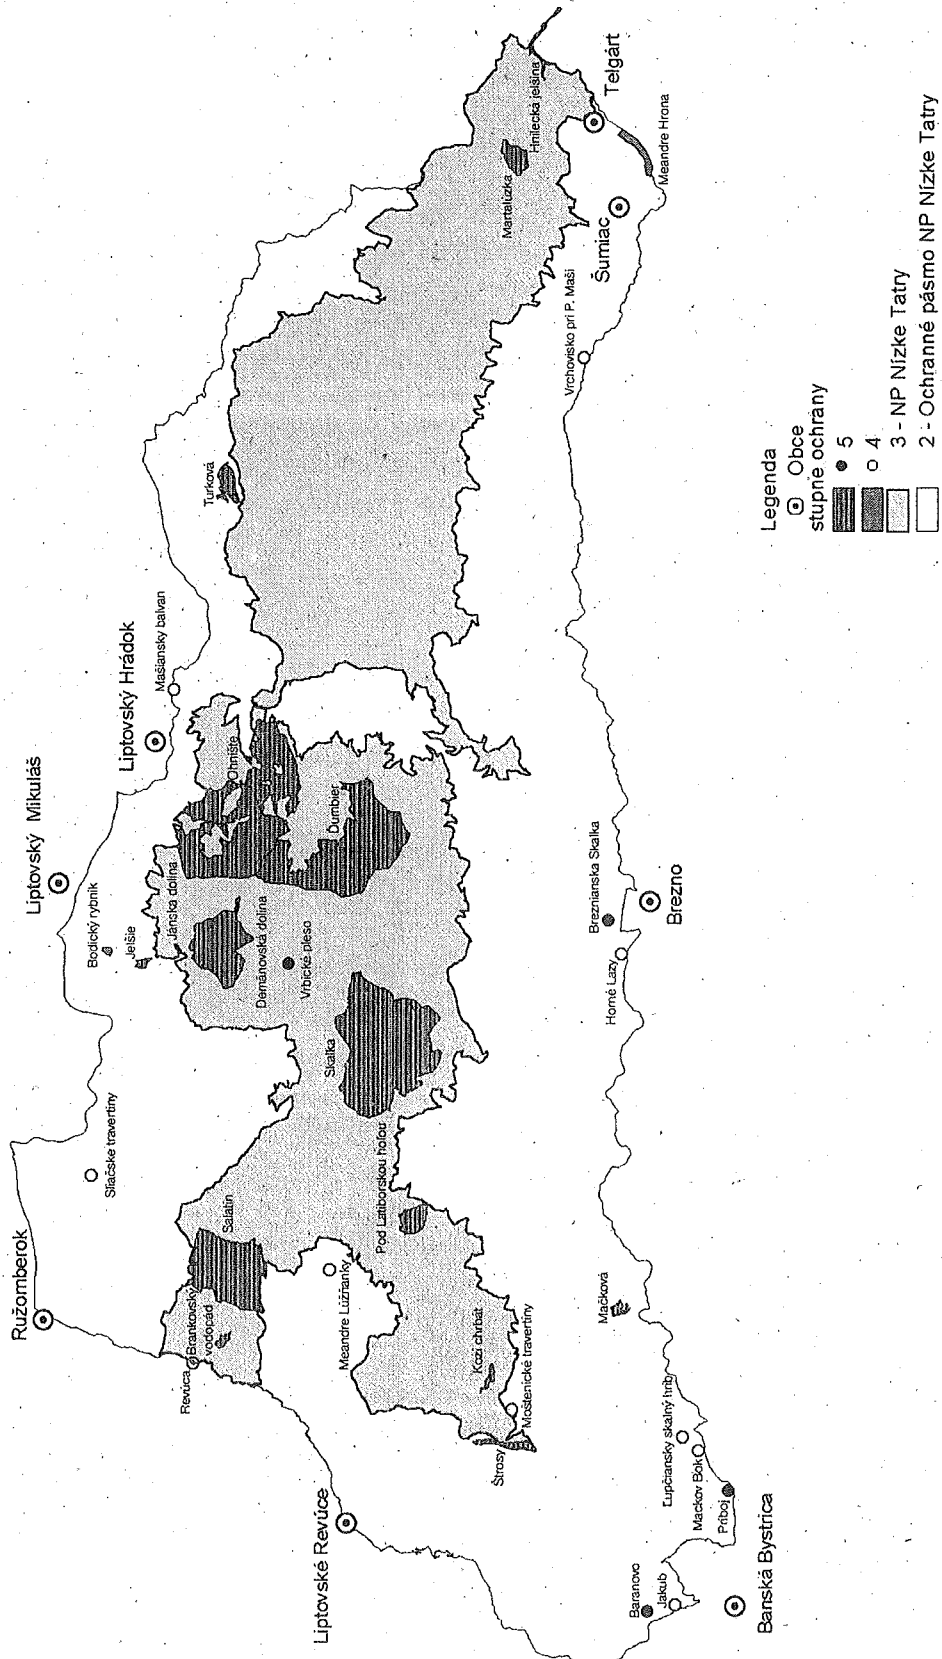 Ružomberok
Liptovský Mikuláš
Liptovský Hrádok
Sliačske travertíny
Bodický rybník
Jelšie
Mašiansky balvan
Turková
Revúca
Brankovský
vodopád
Salatín
Jánska dolina
Ohnište
Demänovská dolina
Vrbické pleso
Ďumbier
Skalka
Meandre Ľúžňanky
Pod Latiborskou hoľou
Liptovské Revúce
Kozí chrbát
Štrosy
Moštenické travertíny
Martalúzka
Hnilecká jelšina
Telgárt
Šumiac
Meandre Hrona
Vrchovisko pri P. Maši
Breznianska Skalka
Horné Lazy
Brezno
Mačková
Ľupčiansky skalný hríb
Mackov Bok
Príboj
Baranovo
Jakub
Banská Bystrica
Legenda
Obce
stupne ochrany
5
4
3 - NP Nízke Tatry
2 - Ochranné pásmo NP Nízke Tatry